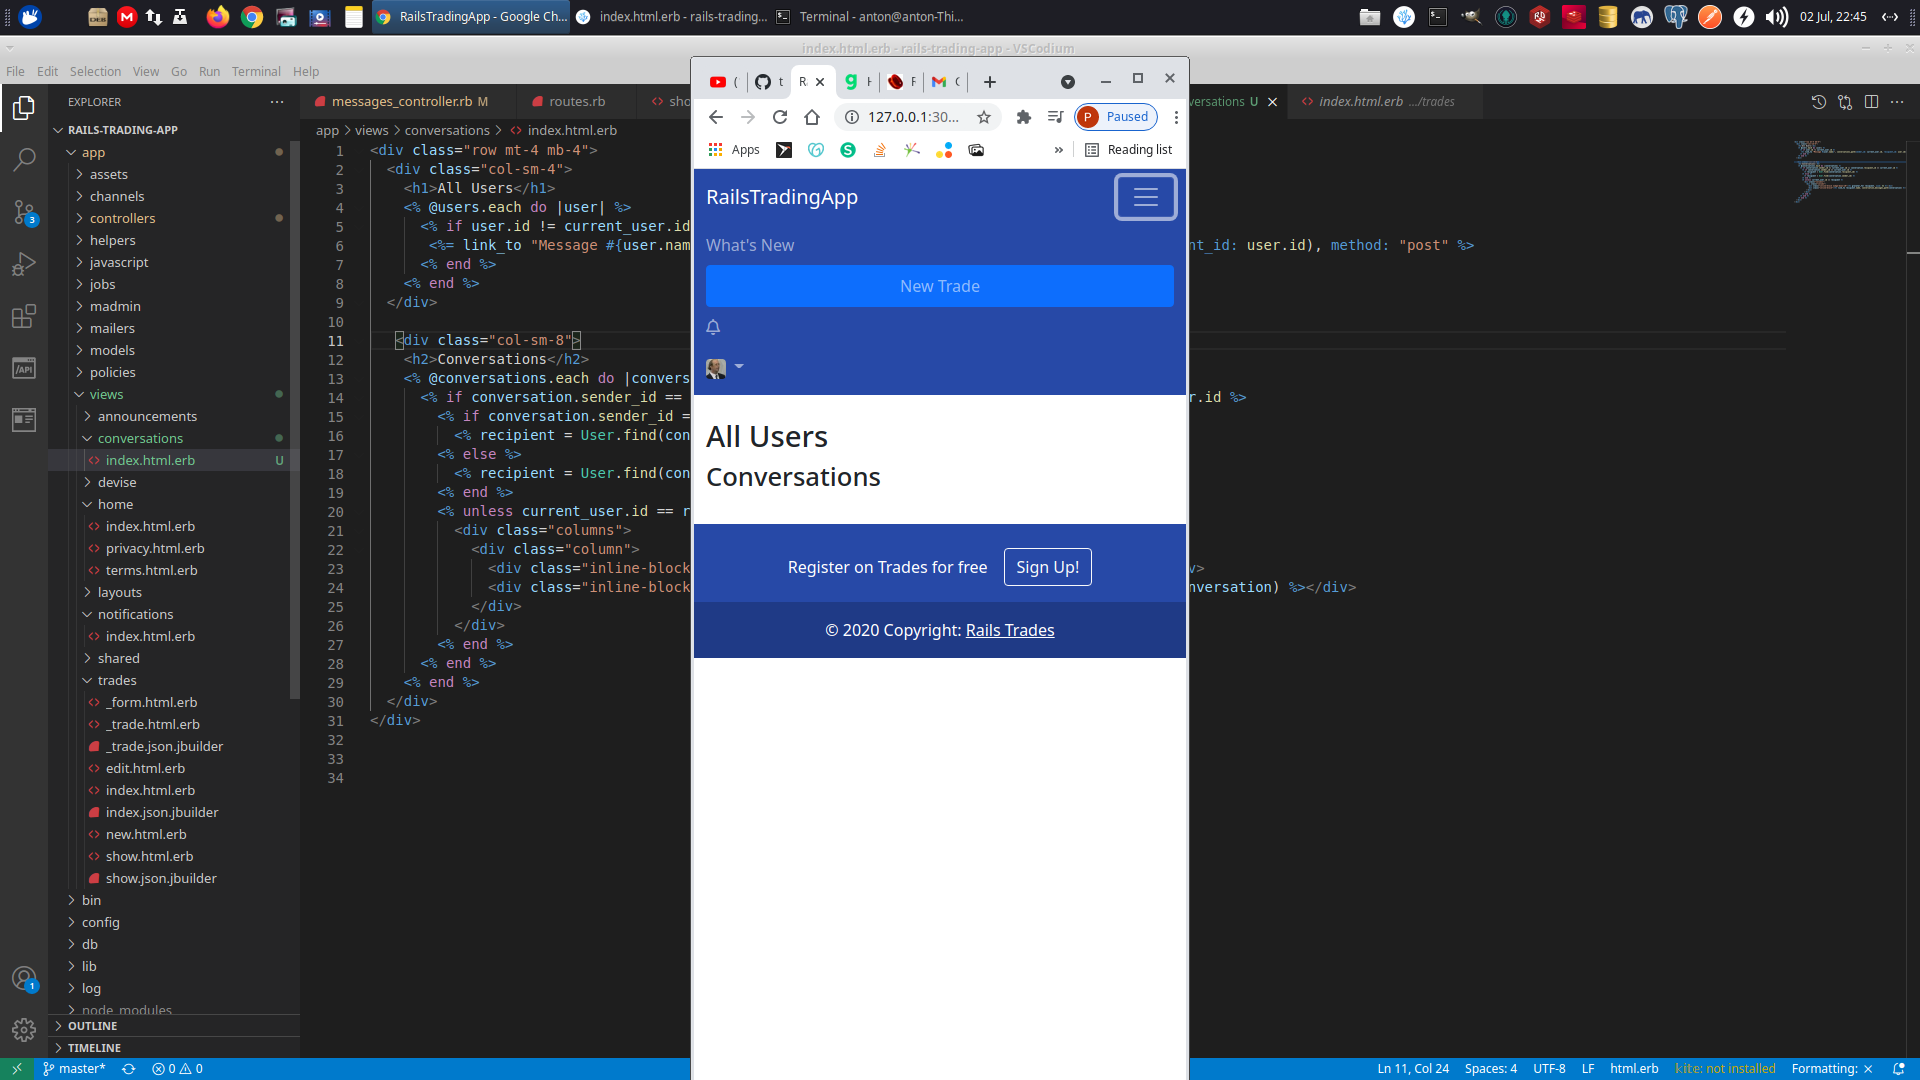 RailsTradingApp - Google Ch...
index.html.erb - rails-trading...
Terminal - anton@anton-Thi...
02 Jul, 22:45
index.html.erb - rails-trading-app - VSCodium
File Edit Selection View Go Run Terminal Help
EXPLORER
RAILS-TRADING-APP
app
assets
channels
controllers
helpers
javascript
jobs
madmin
mailers
models
policies
views
announcements
conversations
index.html.erb U
devise
home
index.html.erb
privacy.html.erb
terms.html.erb
layouts
notifications
index.html.erb
shared
trades
_form.html.erb
_trade.html.erb
_trade.json.jbuilder
edit.html.erb
index.html.erb
index.json.jbuilder
new.html.erb
show.html.erb
show.json.jbuilder
bin
config
db
lib
log
node_modules
OUTLINE
TIMELINE
3
/API
1
messages_controller.rb M
routes.rb
sho
versations U
index.html.erb .../trades
app > views > conversations > index.html.erb
1 <div class="row mt-4 mb-4">
2 <div class="col-sm-4">
3 <h1>All Users</h1>
4 <% @users.each do |user| %>
5 <% if user.id != current_user.id
6 <%= link_to "Message #{user.nam nt_id: user.id), method: "post" %>
7 <% end %>
8 <% end %>
9 </div>
10
11 <div class="col-sm-8">
12 <h2>Conversations</h2>
13 <% @conversations.each do |convers
14 <% if conversation.sender_id == r.id %>
15 <% if conversation.sender_id =
16 <% recipient = User.find(con
17 <% else %>
18 <% recipient = User.find(con
19 <% end %>
20 <% unless current_user.id == r
21 <div class="columns">
22 <div class="column">
23 <div class="inline-block v>
24 <div class="inline-block nversation) %></div>
25 </div>
26 </div>
27 <% end %>
28 <% end %>
29 <% end %>
30 </div>
31 </div>
32
33
34
127.0.0.1:30...
P Paused
Apps
» Reading list
RailsTradingApp
What's New
New Trade
All Users
Conversations
Register on Trades for free Sign Up!
© 2020 Copyright: Rails Trades
master*
0 0
Ln 11, Col 24 Spaces: 4 UTF-8 LF html.erb kite: not installed Formatting: ×